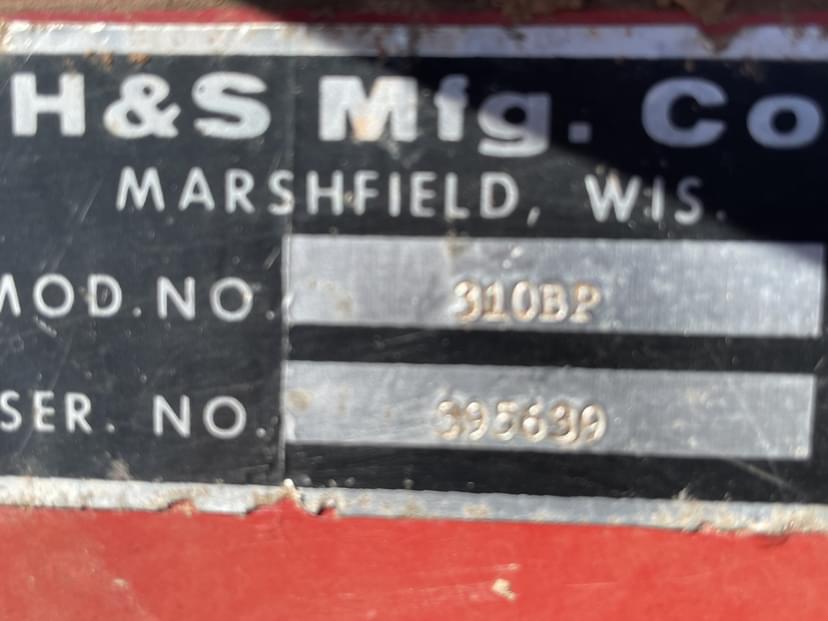 H&S Mfg. Co
MARSHFIELD, WIS.
MOD. NO. 310BP
SER. NO. 395639